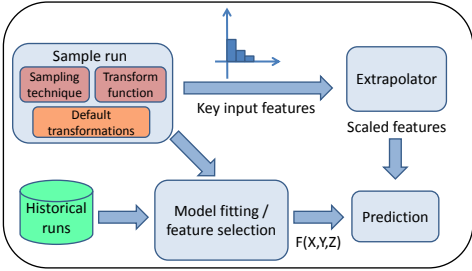 Sample run
Sampling
technique
Transform
function
Default
transformations
Key input features
Extrapolator
Scaled features
Historical
runs
Model fitting /
feature selection
F(X,Y,Z)
Prediction